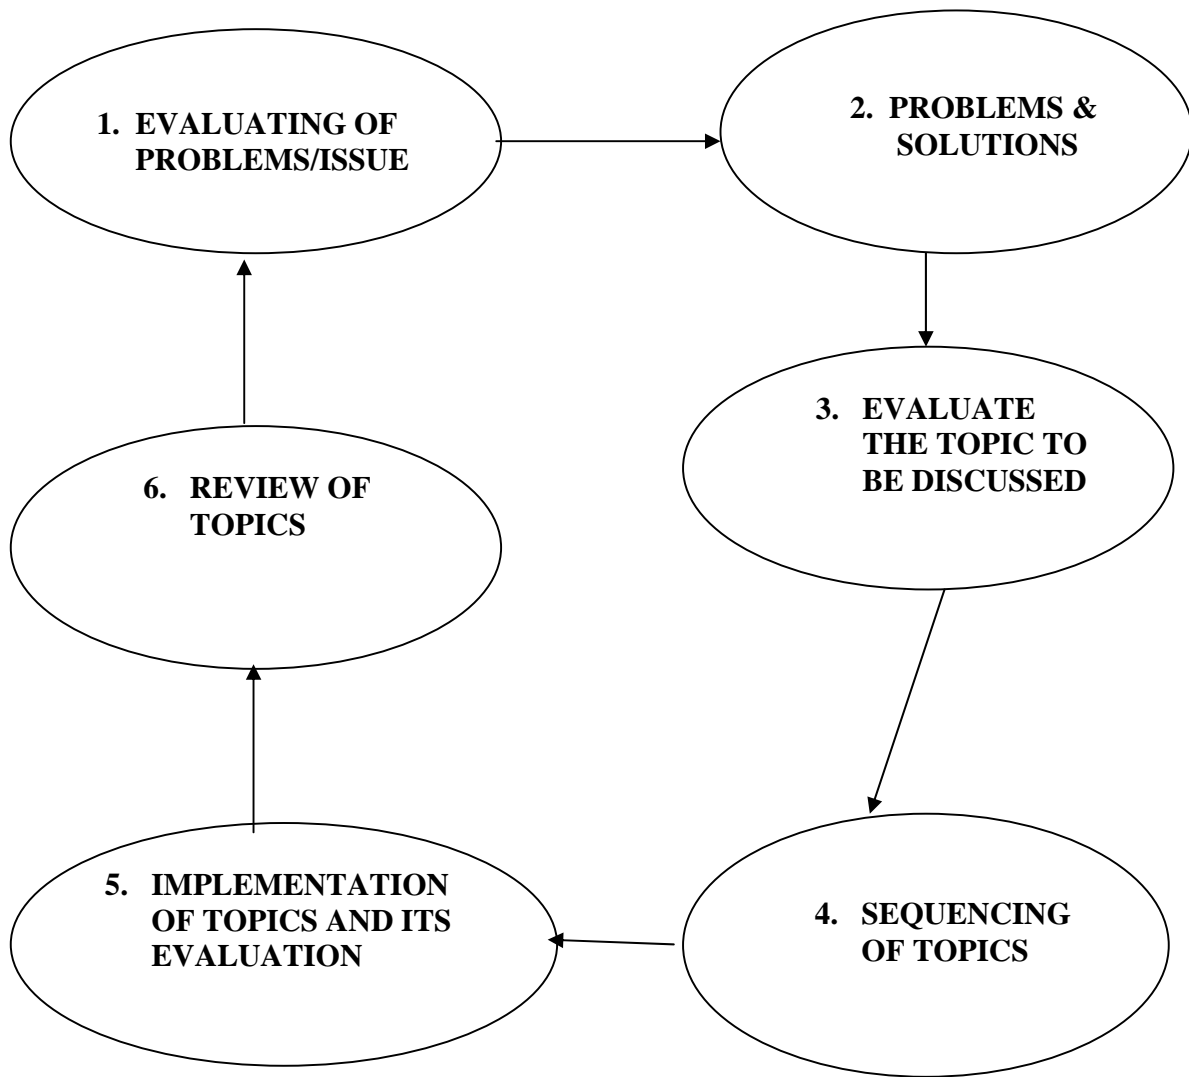 1. EVALUATING OF
PROBLEMS/ISSUE
2. PROBLEMS &
SOLUTIONS
3. EVALUATE
THE TOPIC TO
BE DISCUSSED
4. SEQUENCING
OF TOPICS
5. IMPLEMENTATION
OF TOPICS AND ITS
EVALUATION
6. REVIEW OF
TOPICS